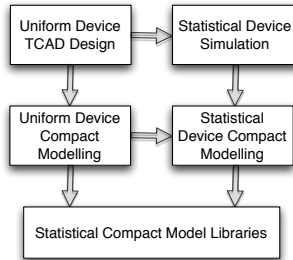 Uniform Device
TCAD Design
Statistical Device
Simulation
Uniform Device
Compact
Modelling
Statistical
Device Compact
Modelling
Statistical Compact Model Libraries